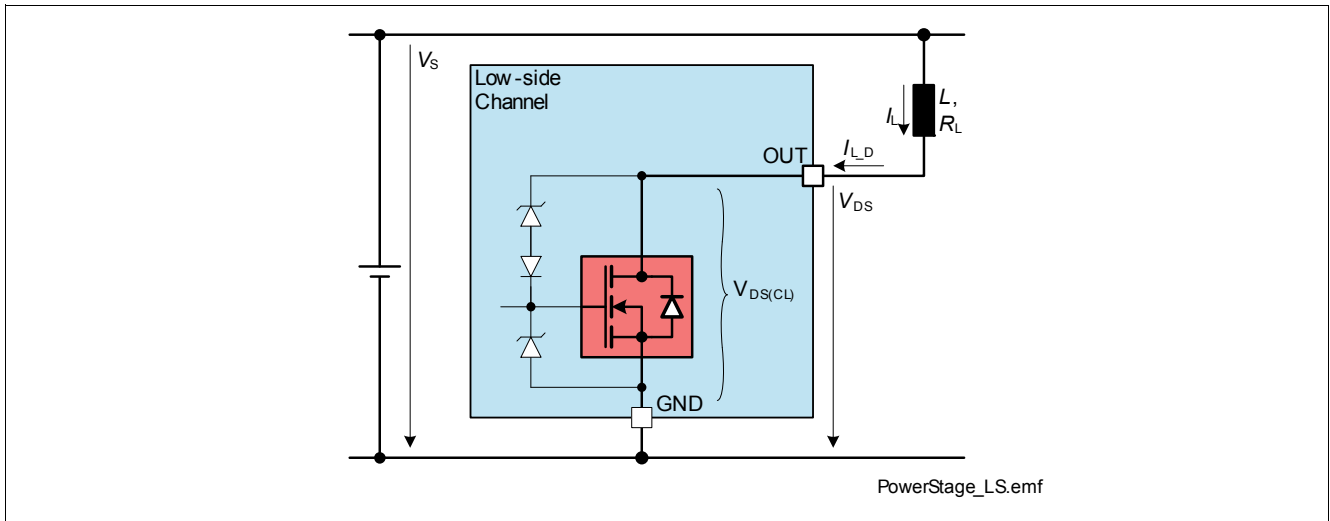 VS
Low-side
Channel
L,
RL
IL
IL_D
OUT
VDS
VDS(CL)
GND
PowerStage_LS.emf